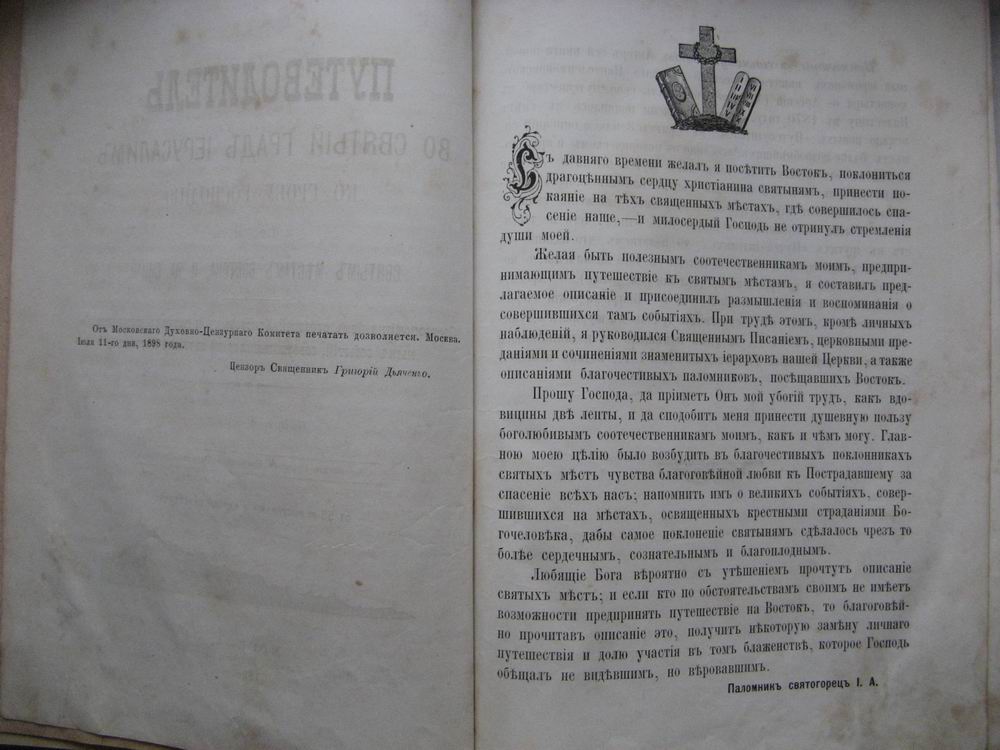 Отъ Московскаго Духовно-Цензурнаго Комитета печатать дозволяется. Москва.
Іюля 11-го дня, 1898 года.
Цензоръ Священникъ Григорій Дьяченко.
Съ давняго времени желалъ я посѣтить Востокъ, поклониться
драгоцѣннымъ сердцу христіанина святынямъ, принести по-
каяніе на тѣхъ священныхъ мѣстахъ, гдѣ совершилось спа-
сеніе наше,—и милосердый Господь не отринулъ стремленія
души моей.
Желая быть полезнымъ соотечественникамъ моимъ, предпри-
нимающимъ путешествіе къ святымъ мѣстамъ, я составилъ пред-
лагаемое описаніе и присоединилъ размышленія и воспоминанія о
совершившихся тамъ событіяхъ. При трудѣ этомъ, кромѣ личныхъ
наблюденій, я руководился Священнымъ Писаніемъ, церковными пре-
даніями и сочиненіями знаменитыхъ іерарховъ нашей Церкви, а также
описаніями благочестивыхъ паломниковъ, посѣщавшихъ Востокъ.
Прошу Господа, да пріиметъ Онъ мой убогій трудъ, какъ вдо-
вицины двѣ лепты, и да сподобитъ меня принести душевную пользу
боголюбивымъ соотечественникамъ моимъ, какъ и чѣмъ могу. Глав-
ною моею цѣлію было возбудить въ благочестивыхъ поклонникахъ
святыхъ мѣстъ чувства благоговѣйной любви къ Пострадавшему за
спасеніе всѣхъ насъ; напомнить имъ о великихъ событіяхъ, совер-
шившихся на мѣстахъ, освященныхъ крестными страданіями Бо-
гочеловѣка, дабы самое поклоненіе святынямъ сдѣлалось чрезъ то
болѣе сердечнымъ, сознательнымъ и благоплоднымъ.
Любящіе Бога вѣроятно съ утѣшеніемъ прочтутъ описаніе
святыхъ мѣстъ; и если кто по обстоятельствамъ своимъ не имѣетъ
возможности предпринять путешествіе на Востокъ, то благоговѣй-
но прочитавъ описаніе это, получитъ нѣкоторую замѣну личнаго
путешествія и долю участія въ томъ блаженствѣ, которое Господь
обѣщалъ не видѣвшимъ, но вѣровавшимъ.
Паломникъ святогорецъ І. А.